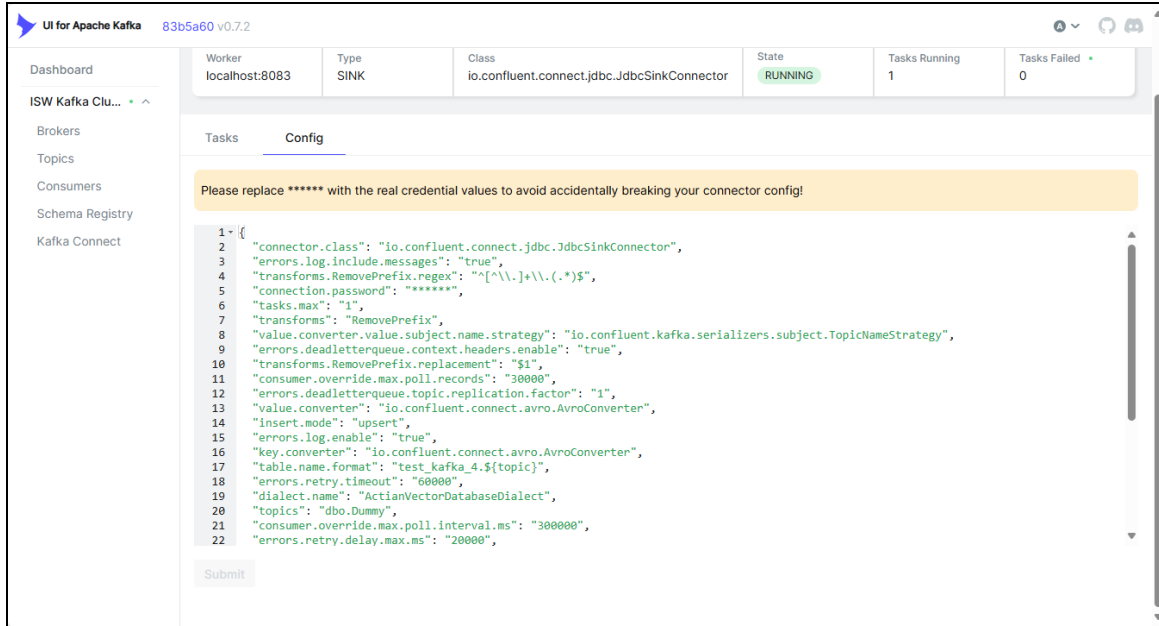 UI for Apache Kafka 83b5a60 v0.7.2
A
Dashboard
ISW Kafka Clu...
Brokers
Topics
Consumers
Schema Registry
Kafka Connect
Worker Type Class State Tasks Running Tasks Failed
localhost:8083 SINK io.confluent.connect.jdbc.JdbcSinkConnector RUNNING 1 0
Tasks Config
Please replace ****** with the real credential values to avoid accidentally breaking your connector config!
1 {
2 "connector.class": "io.confluent.connect.jdbc.JdbcSinkConnector",
3 "errors.log.include.messages": "true",
4 "transforms.RemovePrefix.regex": "^[^\\.]+\\.(.*)$",
5 "connection.password": "******",
6 "tasks.max": "1",
7 "transforms": "RemovePrefix",
8 "value.converter.value.subject.name.strategy": "io.confluent.kafka.serializers.subject.TopicNameStrategy",
9 "errors.deadletterqueue.context.headers.enable": "true",
10 "transforms.RemovePrefix.replacement": "$1",
11 "consumer.override.max.poll.records": "30000",
12 "errors.deadletterqueue.topic.replication.factor": "1",
13 "value.converter": "io.confluent.connect.avro.AvroConverter",
14 "insert.mode": "upsert",
15 "errors.log.enable": "true",
16 "key.converter": "io.confluent.connect.avro.AvroConverter",
17 "table.name.format": "test_kafka_4.${topic}",
18 "errors.retry.timeout": "60000",
19 "dialect.name": "ActianVectorDatabaseDialect",
20 "topics": "dbo.Dummy",
21 "consumer.override.max.poll.interval.ms": "300000",
22 "errors.retry.delay.max.ms": "20000",
Submit